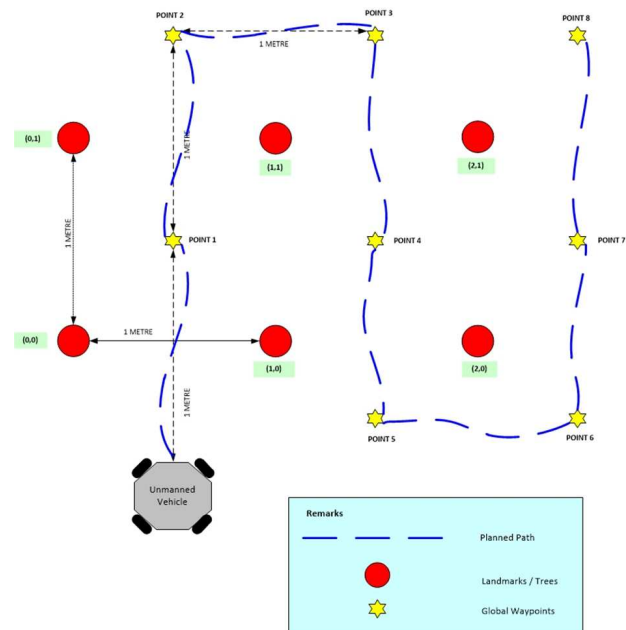 POINT 2
POINT 3
POINT 8
1 METRE
1 METRE
(0,1)
(1,1)
(2,1)
1 METRE
POINT 1
POINT 4
POINT 7
1 METRE
(0,0)
(1,0)
(2,0)
1 METRE
POINT 5
POINT 6
Unmanned
Vehicle
Remarks
Planned Path
Landmarks / Trees
Global Waypoints